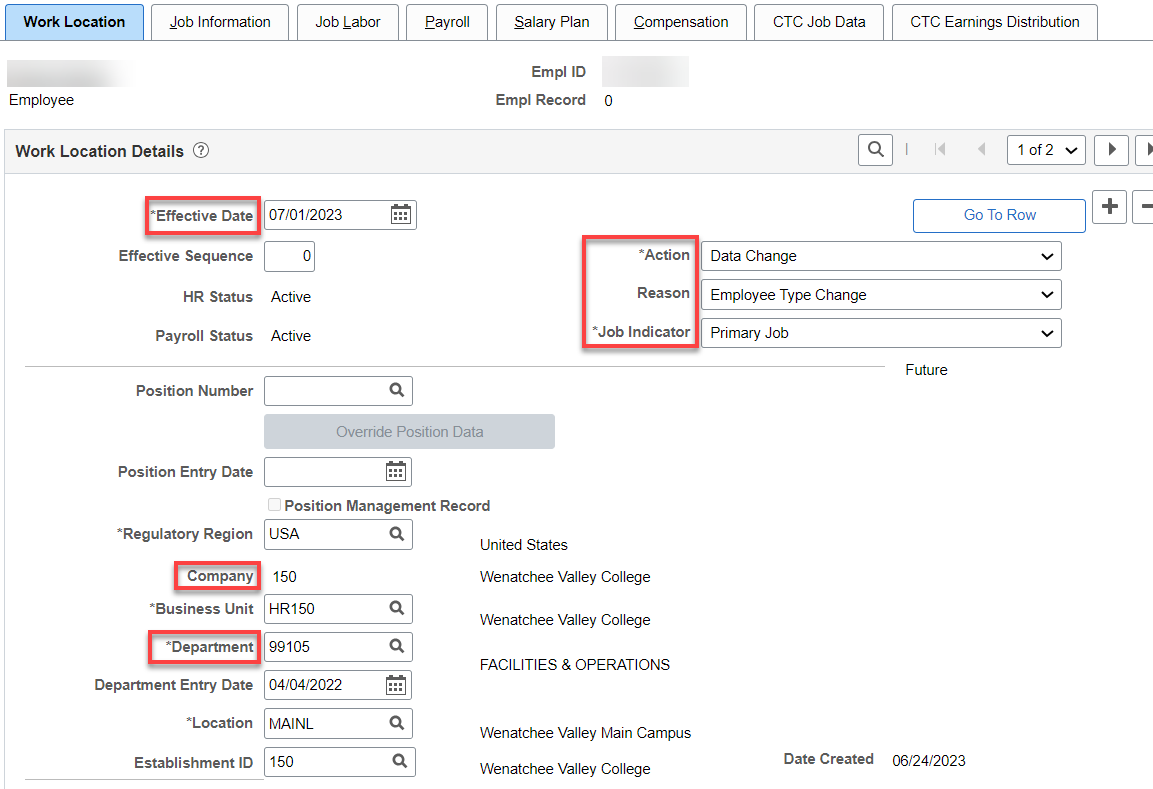 Work Location Job Information Job Labor Payroll Salary Plan Compensation CTC Job Data CTC Earnings Distribution
Empl ID
Employee
Empl Record 0
Work Location Details ? 1 of 2
*Effective Date 07/01/2023
Go To Row
Effective Sequence 0
*Action Data Change
HR Status Active
Reason Employee Type Change
Payroll Status Active
*Job Indicator Primary Job
Future
Position Number
Override Position Data
Position Entry Date
Position Management Record
*Regulatory Region USA
United States
Company 150 Wenatchee Valley College
*Business Unit HR150
Wenatchee Valley College
*Department 99105
FACILITIES & OPERATIONS
Department Entry Date 04/04/2022
*Location MAINL
Wenatchee Valley Main Campus
Establishment ID 150
Wenatchee Valley College
Date Created 06/24/2023